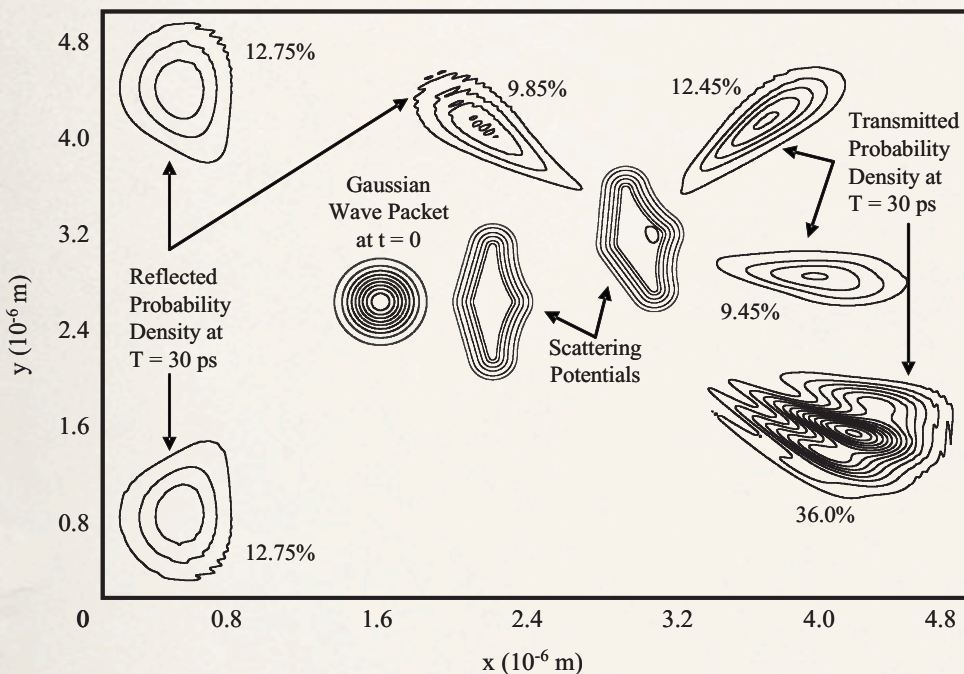 4.8
4.0
3.2
2.4
1.6
0.8
0
y (10⁻⁶ m)
12.75%
9.85%
12.45%
Transmitted
Probability
Density at
T = 30 ps
Gaussian
Wave Packet
at t = 0
Reflected
Probability
Density at
T = 30 ps
9.45%
Scattering
Potentials
36.0%
12.75%
0.8
1.6
2.4
3.2
4.0
4.8
x (10⁻⁶ m)